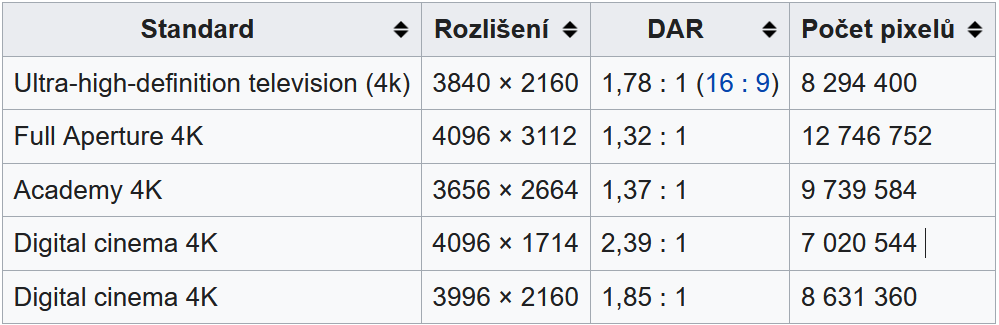 Standard Rozlišení DAR Počet pixelů
Ultra-high-definition television (4k) 3840 × 2160 1,78 : 1 (16 : 9) 8 294 400
Full Aperture 4K 4096 × 3112 1,32 : 1 12 746 752
Academy 4K 3656 × 2664 1,37 : 1 9 739 584
Digital cinema 4K 4096 × 1714 2,39 : 1 7 020 544
Digital cinema 4K 3996 × 2160 1,85 : 1 8 631 360